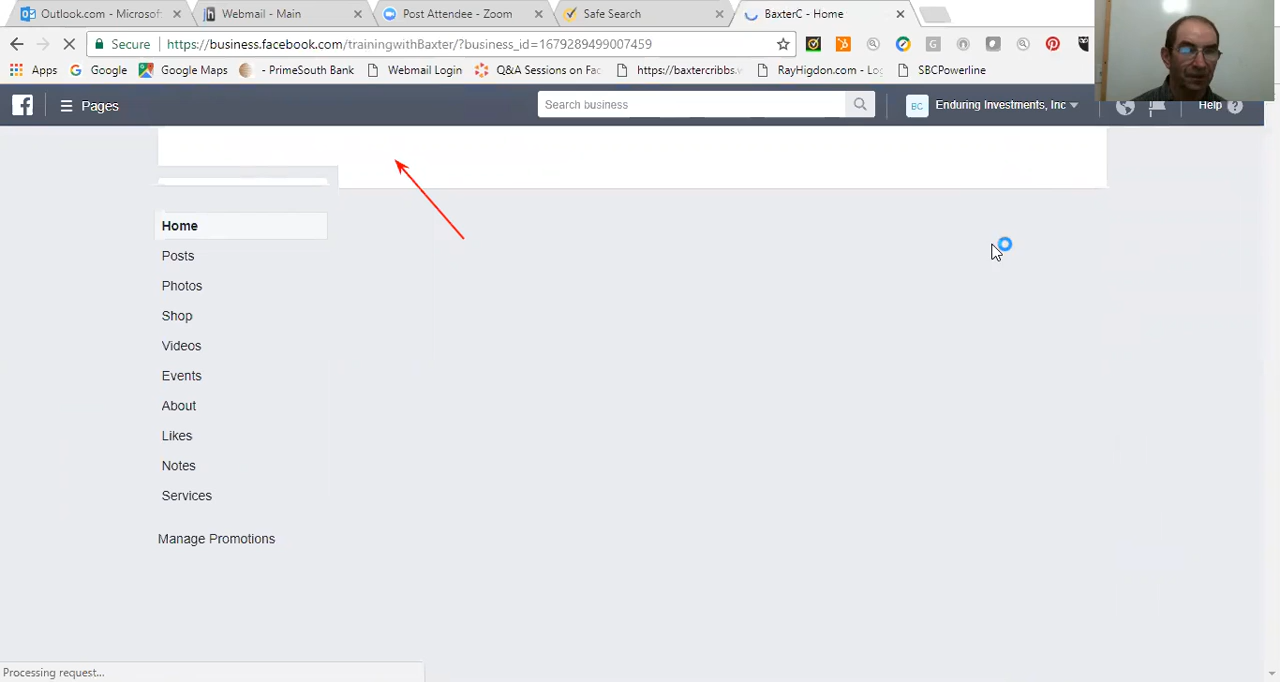 Outlook.com - Microsof
Webmail - Main
Post Attendee - Zoom
Safe Search
BaxterC - Home
Secure
https://business.facebook.com/trainingwithBaxter/?business_id=1679289499007459
Apps
Google
Google Maps
- PrimeSouth Bank
Webmail Login
Q&A Sessions on Fac
https://baxtercribbs.w
RayHigdon.com - Log
SBCPowerline
Pages
Search business
BC
Enduring Investments, Inc
Help
Home
Posts
Photos
Shop
Videos
Events
About
Likes
Notes
Services
Manage Promotions
Processing request...